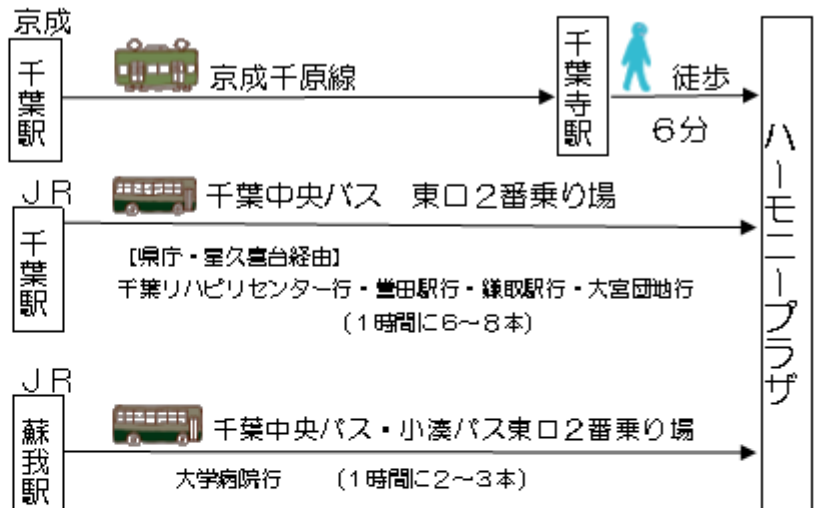 京成
千葉駅
京成千原線
千葉寺駅
徒歩
6分
ハーモニープラザ
JR
千葉駅
千葉中央バス　東口2番乗り場
【県庁・星久喜台経由】
千葉リハビリセンター行・誉田駅行・鎌取駅行・大宮団地行
(1時間に6~8本)
JR
蘇我駅
千葉中央バス・小湊バス東口2番乗り場
大学病院行　(1時間に2~3本)